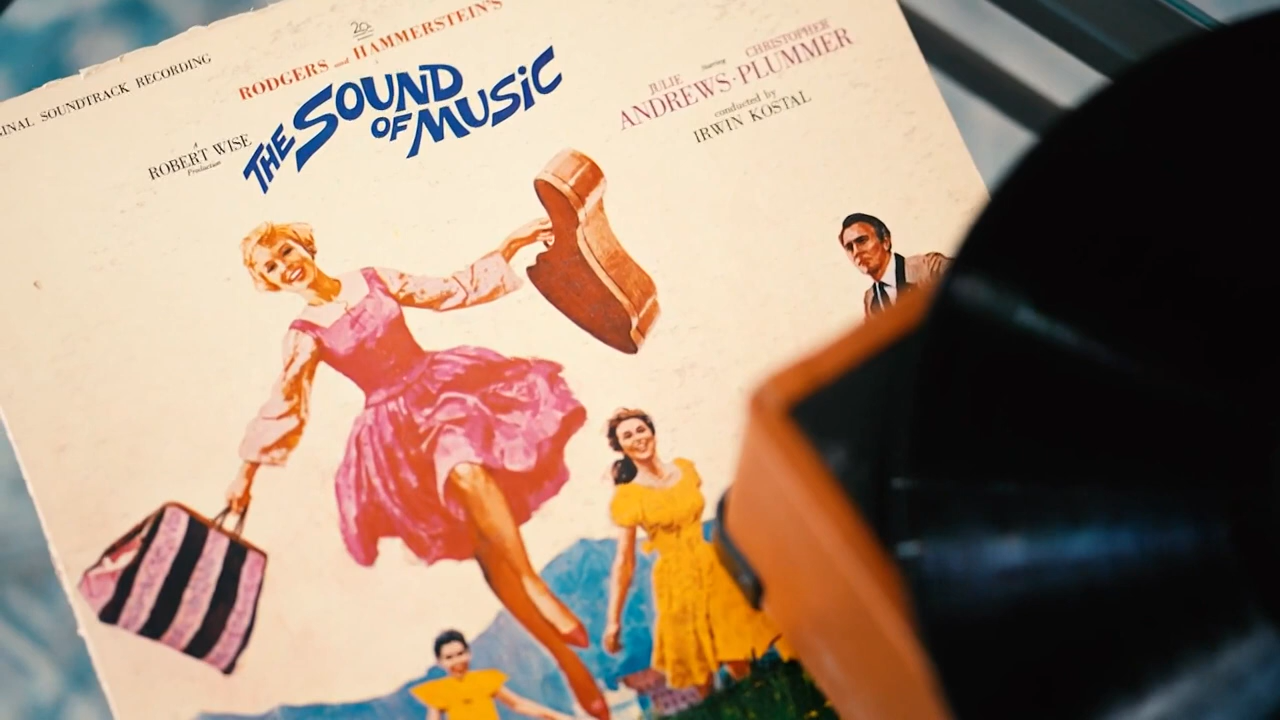 INAL SOUNDTRACK RECORDING
20
RODGERS and HAMMERSTEIN'S
A
ROBERT WISE
Production
THE SOUND
OF MUSIC
starring
JULIE CHRISTOPHER
ANDREWS·PLUMMER
conducted by
IRWIN KOSTAL